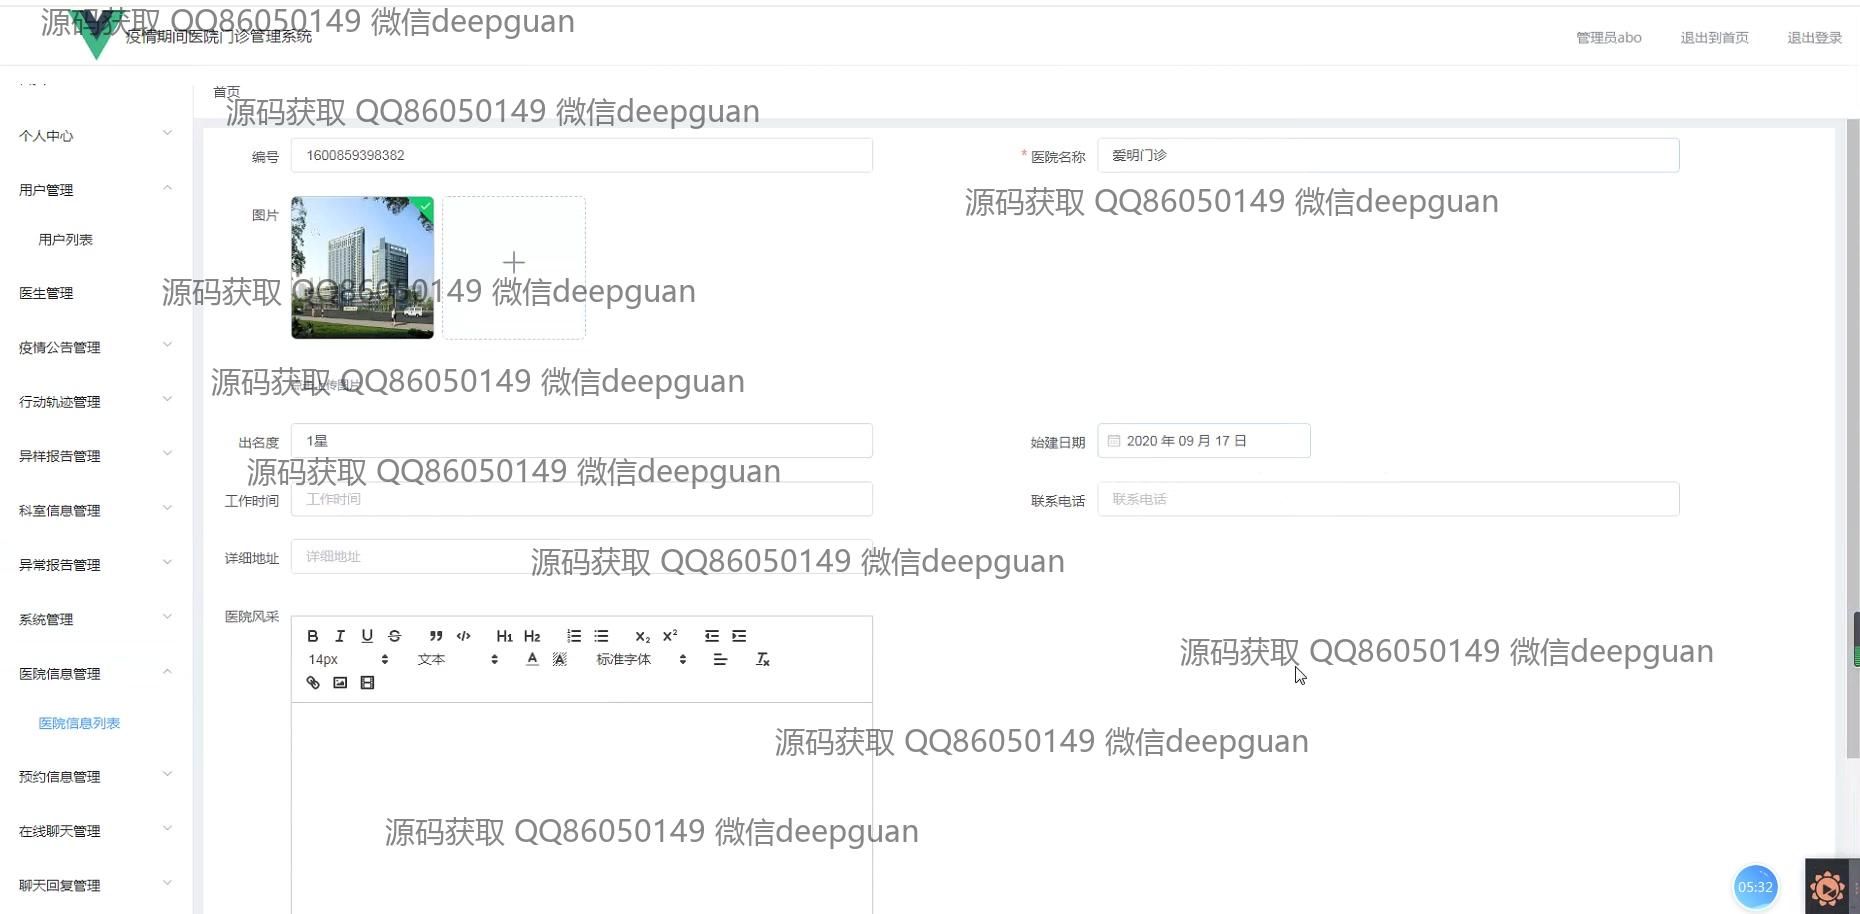 源码获取 QQ86050149 微信deepguan
疫情期间医院门诊管理系统
管理员abo
退出到首页
退出登录
首页
源码获取 QQ86050149 微信deepguan
个人中心
编号
1600859398382
* 医院名称
爱明门诊
用户管理
源码获取 QQ86050149 微信deepguan
图片
用户列表
医生管理
源码获取 QQ86050149 微信deepguan
疫情公告管理
源码获取 QQ86050149 微信deepguan
点击上传图片
行动轨迹管理
出名度
1星
始建日期
2020 年 09 月 17 日
异样报告管理
源码获取 QQ86050149 微信deepguan
工作时间
工作时间
联系电话
联系电话
科室信息管理
详细地址
详细地址
源码获取 QQ86050149 微信deepguan
异常报告管理
医院风采
系统管理
B I U S ” </> H1 H2 X2 X2
14px
文本
A A
标准字体
Tx
源码获取 QQ86050149 微信deepguan
医院信息管理
医院信息列表
源码获取 QQ86050149 微信deepguan
预约信息管理
在线聊天管理
源码获取 QQ86050149 微信deepguan
聊天回复管理
05:32